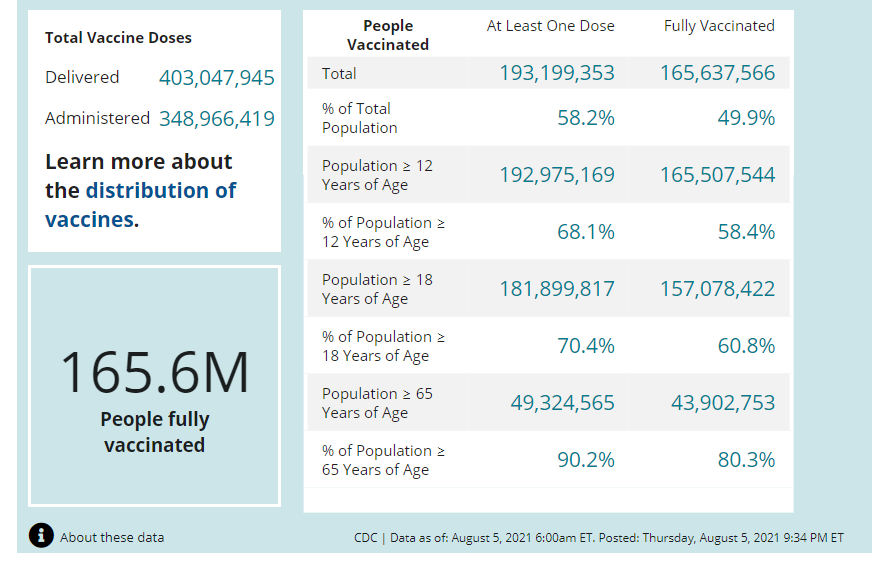 Total Vaccine Doses
Delivered 403,047,945
Administered 348,966,419
Learn more about
the distribution of
vaccines.
165.6M
People fully
vaccinated
People
Vaccinated
At Least One Dose
Fully Vaccinated
Total 193,199,353 165,637,566
% of Total
Population
58.2% 49.9%
Population ≥ 12
Years of Age
192,975,169 165,507,544
% of Population ≥
12 Years of Age
68.1% 58.4%
Population ≥ 18
Years of Age
181,899,817 157,078,422
% of Population ≥
18 Years of Age
70.4% 60.8%
Population ≥ 65
Years of Age
49,324,565 43,902,753
% of Population ≥
65 Years of Age
90.2% 80.3%
i About these data
CDC | Data as of: August 5, 2021 6:00am ET. Posted: Thursday, August 5, 2021 9:34 PM ET